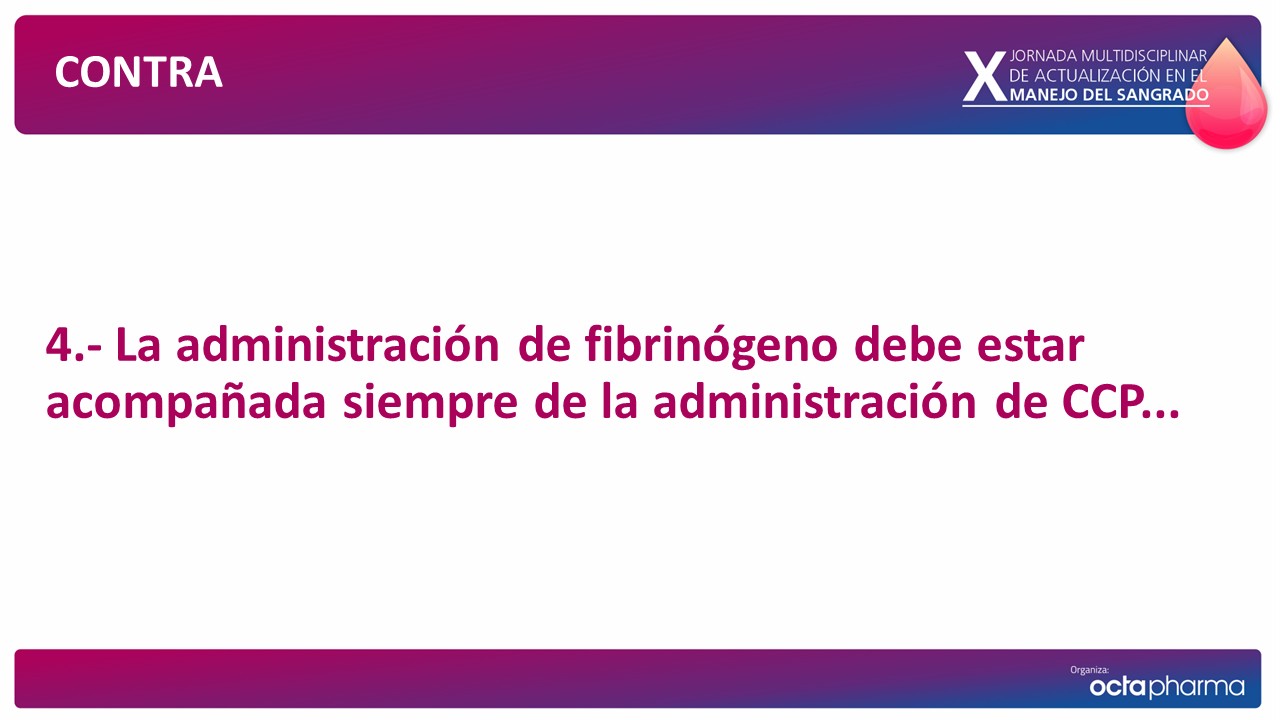 CONTRA
X JORNADA MULTIDISCIPLINAR
DE ACTUALIZACIÓN EN EL
MANEJO DEL SANGRADO
4.- La administración de fibrinógeno debe estar
acompañada siempre de la administración de CCP...
Organiza:
octapharma